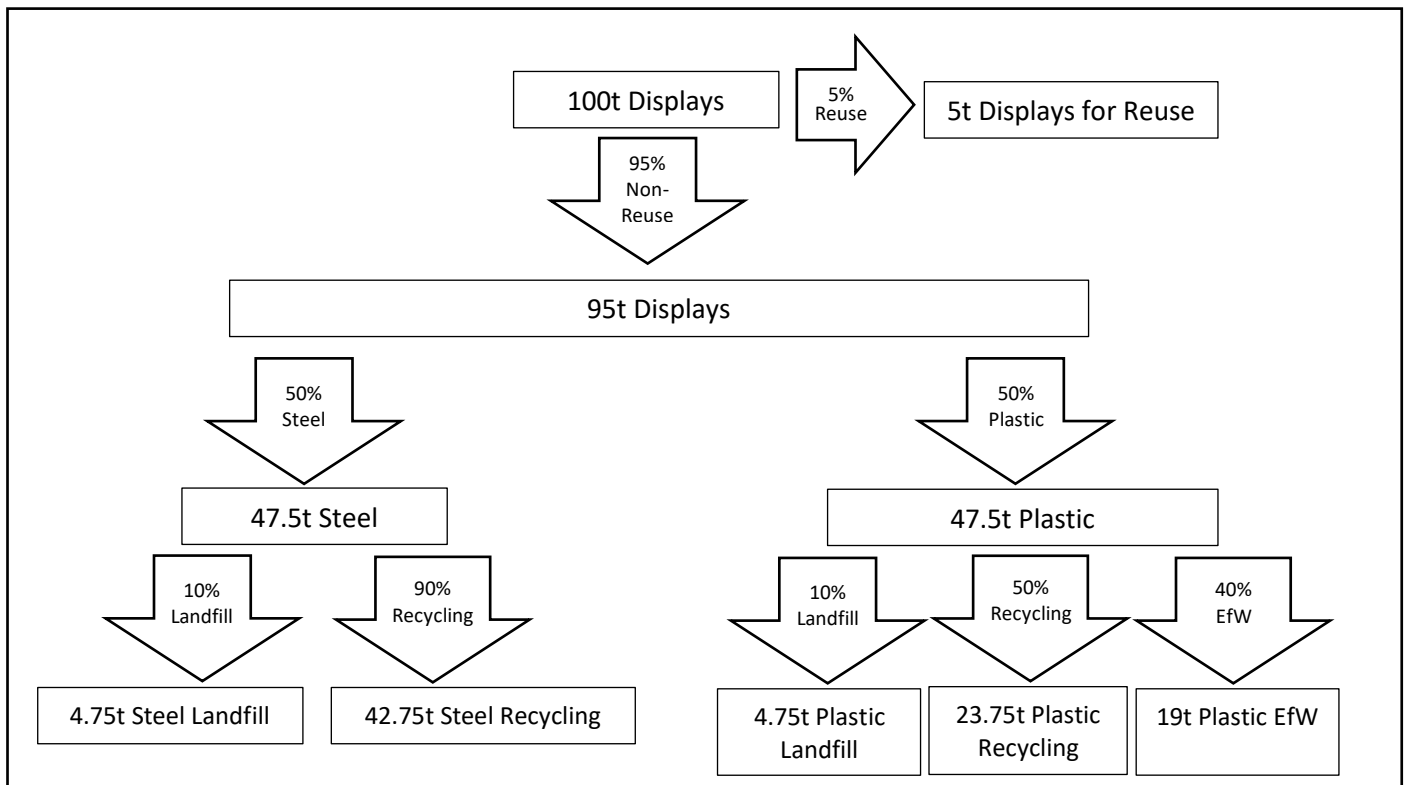 100t Displays
5%
Reuse
5t Displays for Reuse
95%
Non-
Reuse
95t Displays
50%
Steel
50%
Plastic
47.5t Steel
47.5t Plastic
10%
Landfill
90%
Recycling
10%
Landfill
50%
Recycling
40%
EfW
4.75t Steel Landfill
42.75t Steel Recycling
4.75t Plastic
Landfill
23.75t Plastic
Recycling
19t Plastic EfW